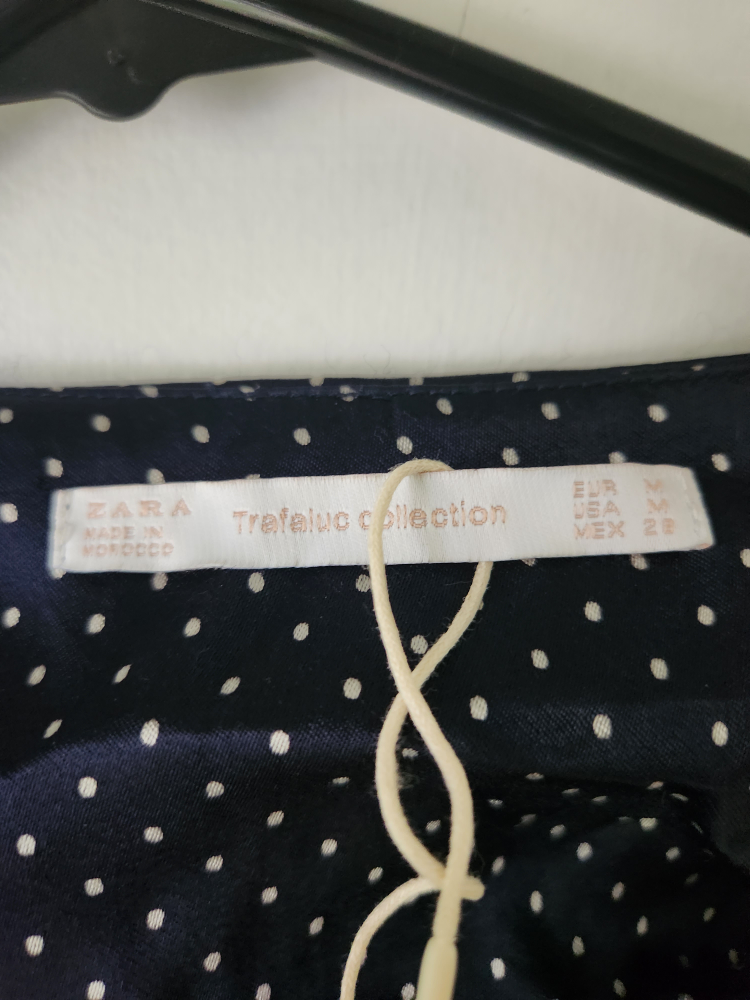 ZARA
MADE IN
MOROCCO
Trafaluc collection
EUR M
USA M
MEX 28